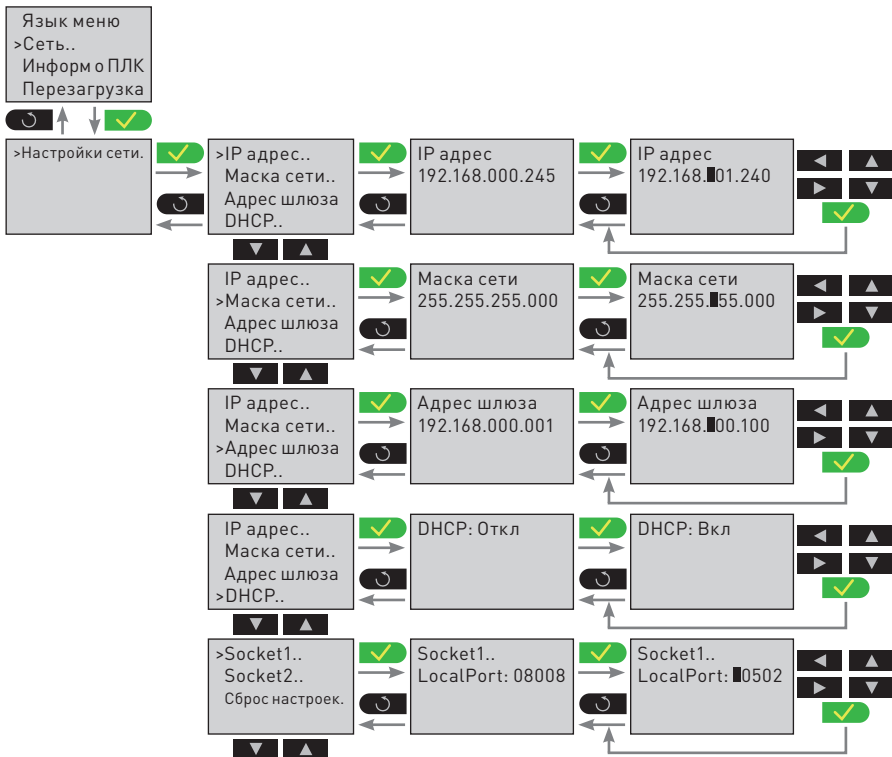 Язык меню
>Сеть..
Информ о ПЛК
Перезагрузка
>Настройки сети.
>IP адрес..
Маска сети..
Адрес шлюза
DHCP..
IP адрес
192.168.000.245
IP адрес
192.168.█01.240
IP адрес..
>Маска сети..
Адрес шлюза
DHCP..
Маска сети
255.255.255.000
Маска сети
255.255.█55.000
IP адрес..
Маска сети..
>Адрес шлюза
DHCP..
Адрес шлюза
192.168.000.001
Адрес шлюза
192.168.█00.100
IP адрес..
Маска сети..
Адрес шлюза
>DHCP..
DHCP: Откл
DHCP: Вкл
>Socket1..
Socket2..
Сброс настроек.
Socket1..
LocalPort: 08008
Socket1..
LocalPort: █0502